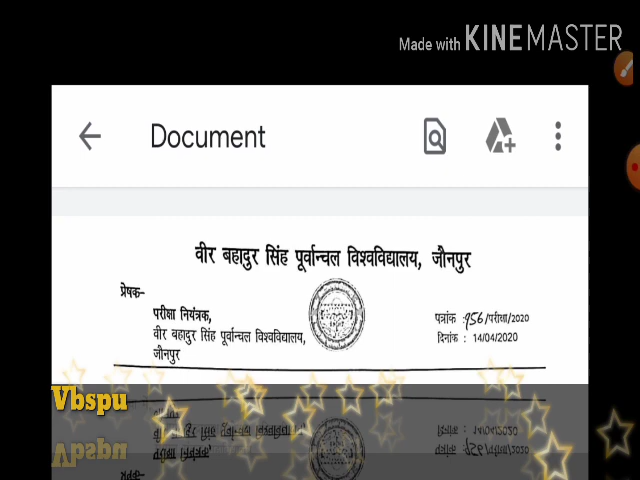 Made with KINEMASTER
Document
वीर बहादुर सिंह पूर्वान्चल विश्वविद्यालय, जौनपुर
प्रेषक–
परीक्षा नियंत्रक,
वीर बहादुर सिंह पूर्वान्चल विश्वविद्यालय,
जौनपुर
पत्रांक :956/परीक्षा/2020
दिनांक : 14/04/2020
Vbspu